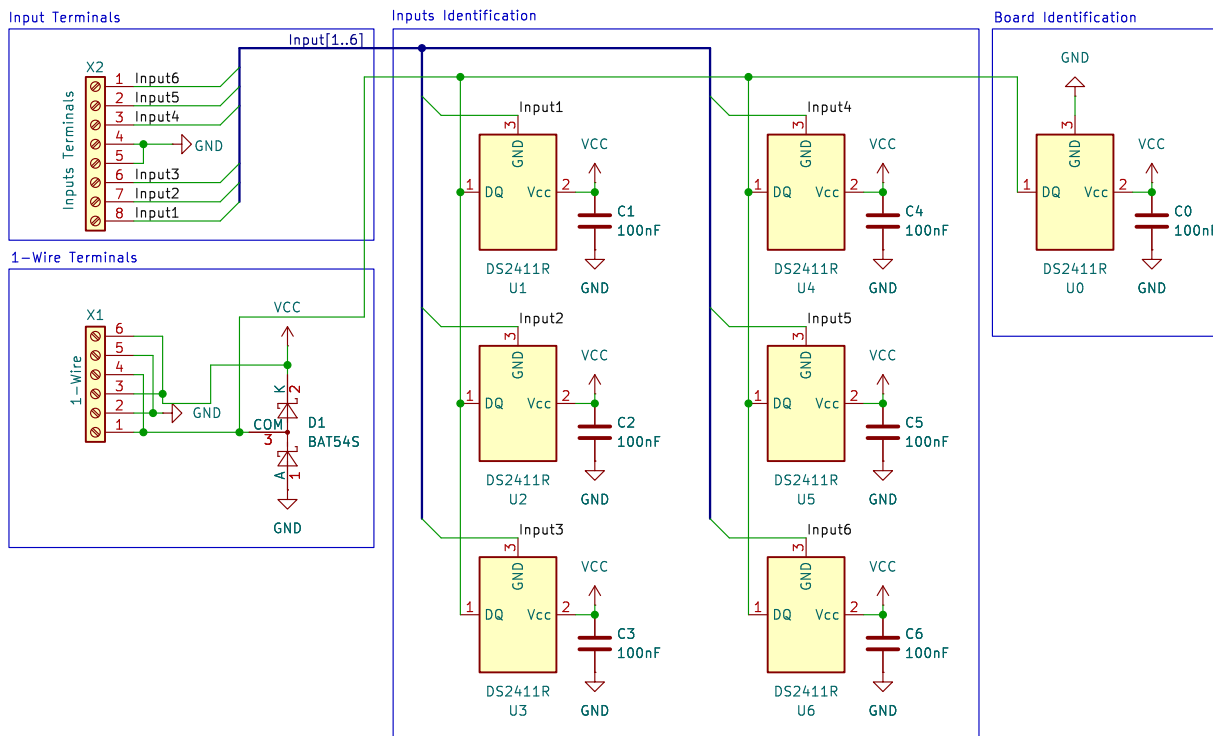 Input Terminals
Inputs Identification
Board Identification
Input[1..6]
X2
Inputs Terminals
1 Input6
2 Input5
3 Input4
4 GND
5
6 Input3
7 Input2
8 Input1
1-Wire Terminals
X1
1-Wire
6
5
4
3
2 GND
1
VCC
K 2
COM
3
D1
BAT54S
A 1
GND
Input1
3
GND
1 DQ Vcc 2
VCC
C1
100nF
DS2411R
U1
GND
Input4
3
GND
1 DQ Vcc 2
VCC
C4
100nF
DS2411R
U4
GND
GND
3
GND
1 DQ Vcc 2
VCC
C0
DS2411R
U0
GND
Input2
3
GND
1 DQ Vcc 2
VCC
C2
100nF
DS2411R
U2
GND
Input5
3
GND
1 DQ Vcc 2
VCC
C5
100nF
DS2411R
U5
GND
Input3
3
GND
1 DQ Vcc 2
VCC
C3
100nF
DS2411R
U3
GND
Input6
3
GND
1 DQ Vcc 2
VCC
C6
100nF
DS2411R
U6
GND